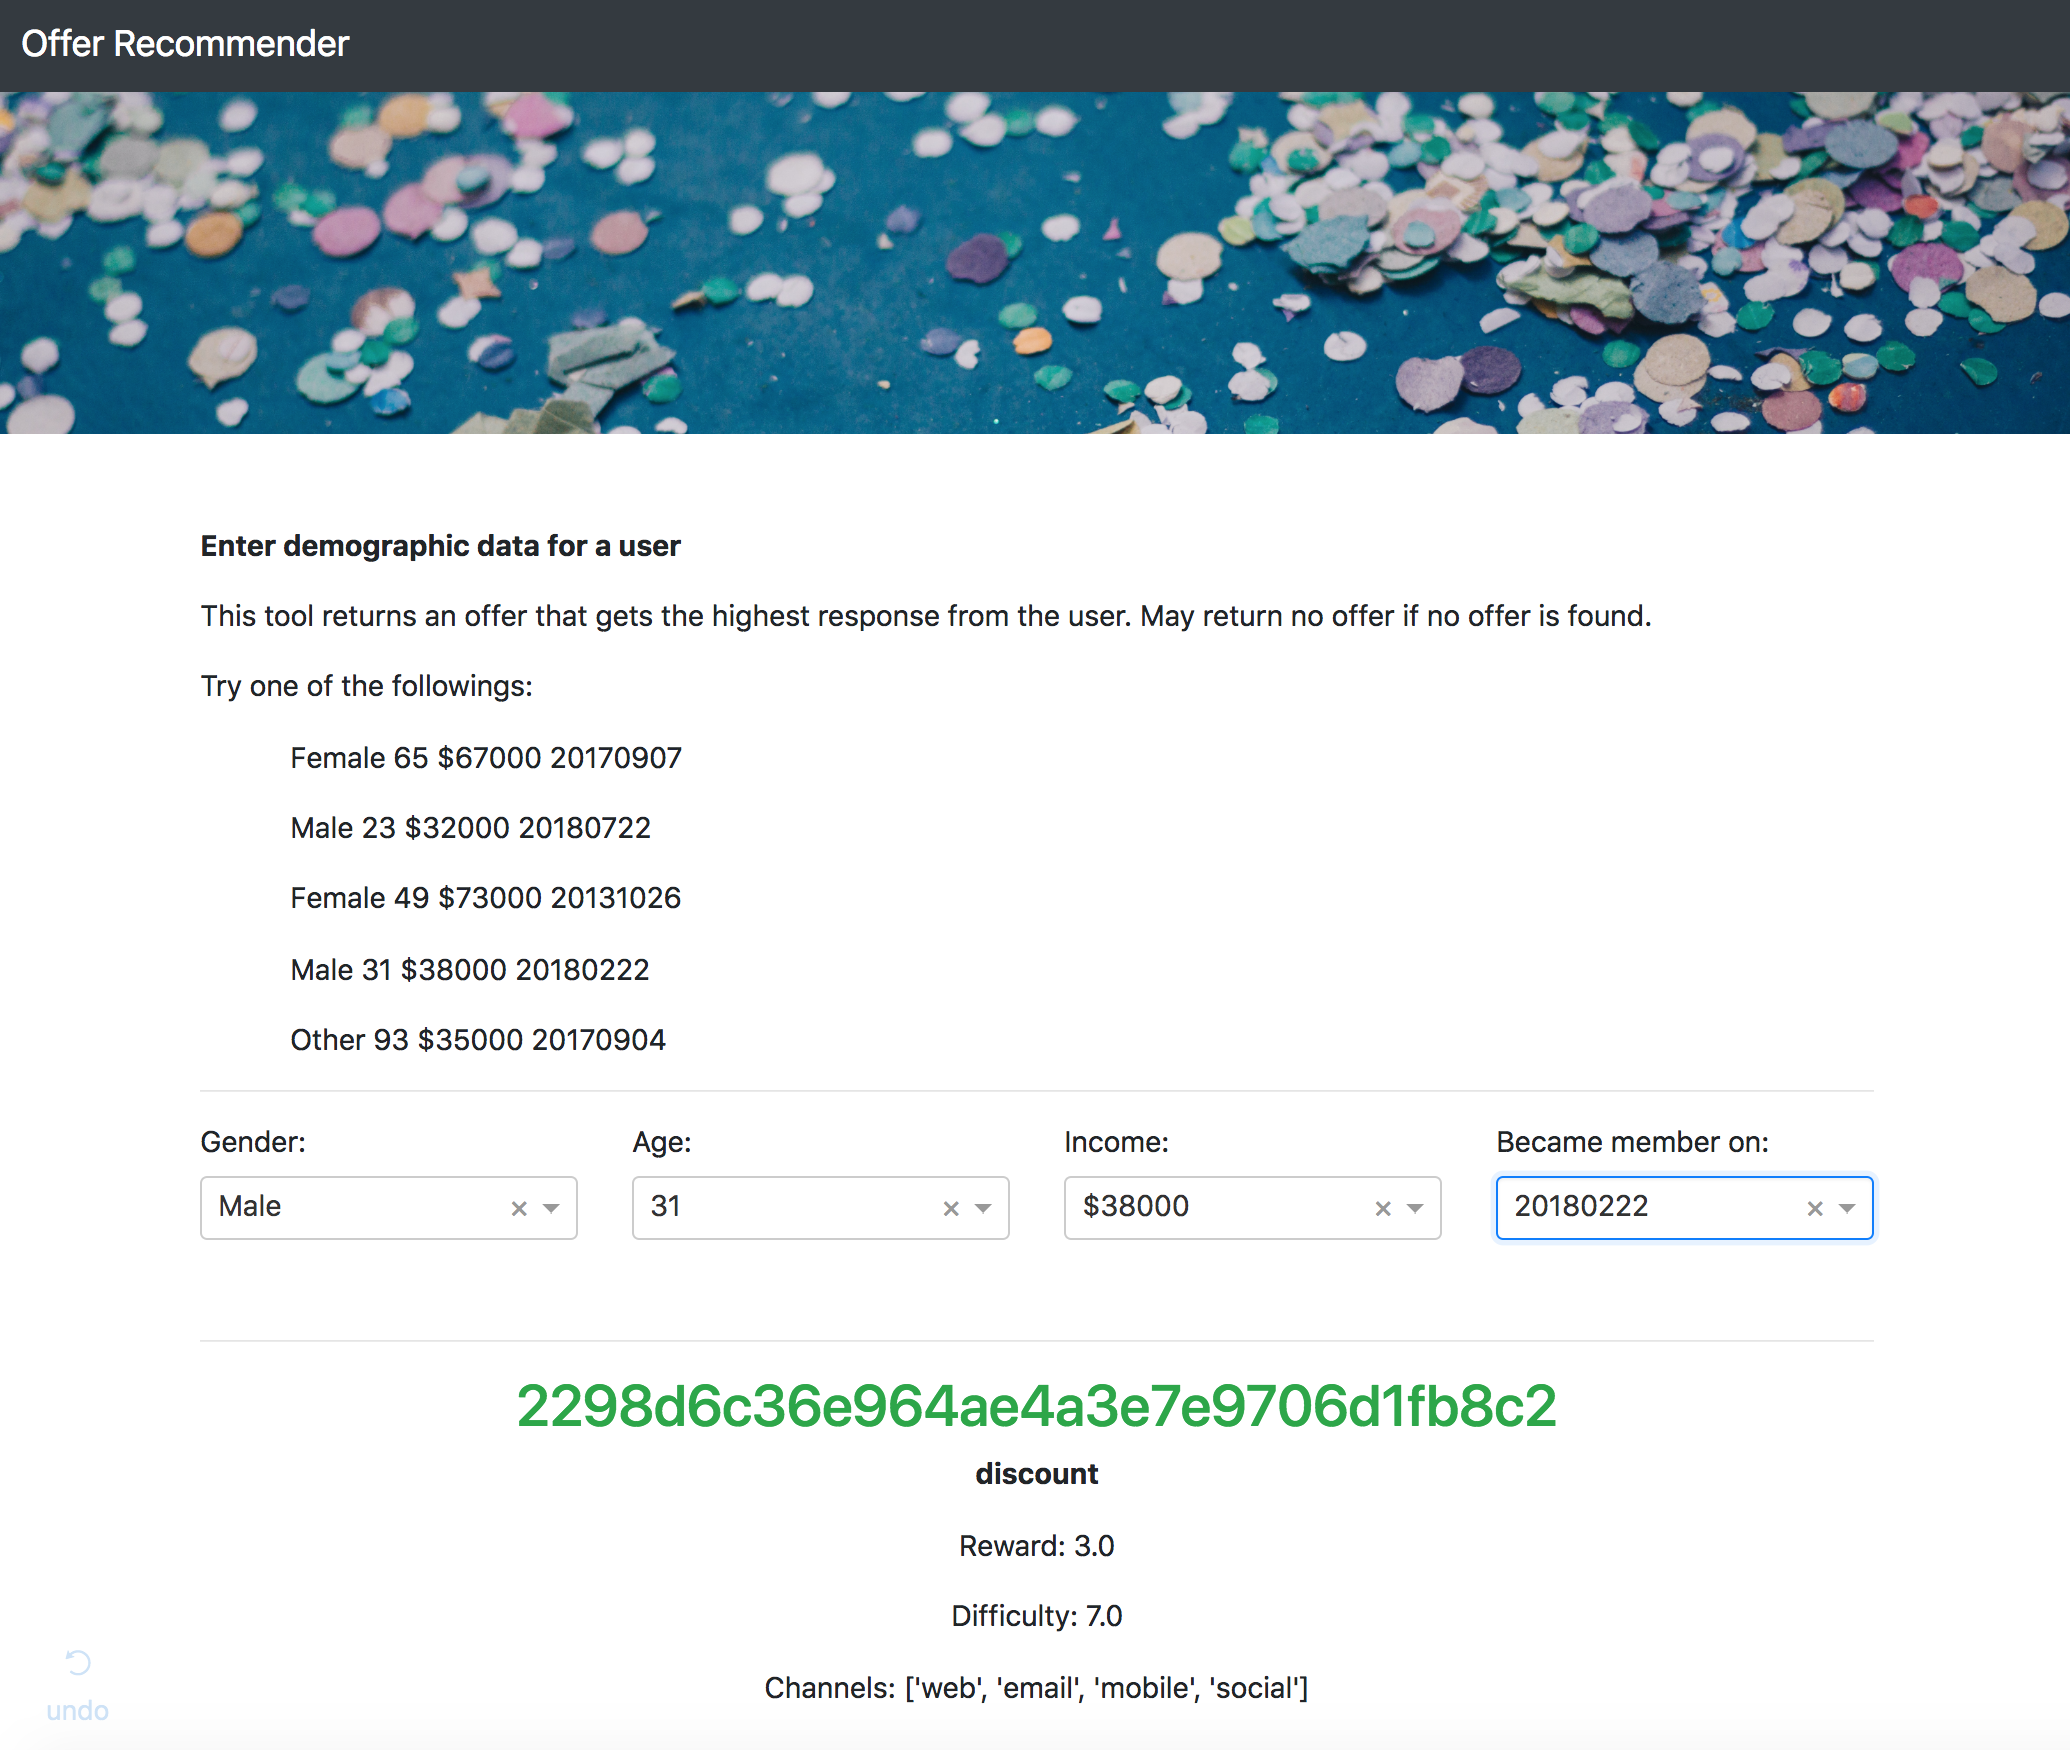 Offer Recommender
Enter demographic data for a user
This tool returns an offer that gets the highest response from the user. May return no offer if no offer is found.
Try one of the followings:
Female 65 $67000 20170907
Male 23 $32000 20180722
Female 49 $73000 20131026
Male 31 $38000 20180222
Other 93 $35000 20170904
Gender: Age: Income: Became member on:
Male × 31 × $38000 × 20180222 ×
2298d6c36e964ae4a3e7e9706d1fb8c2
discount
Reward: 3.0
Difficulty: 7.0
Channels: ['web', 'email', 'mobile', 'social']
undo